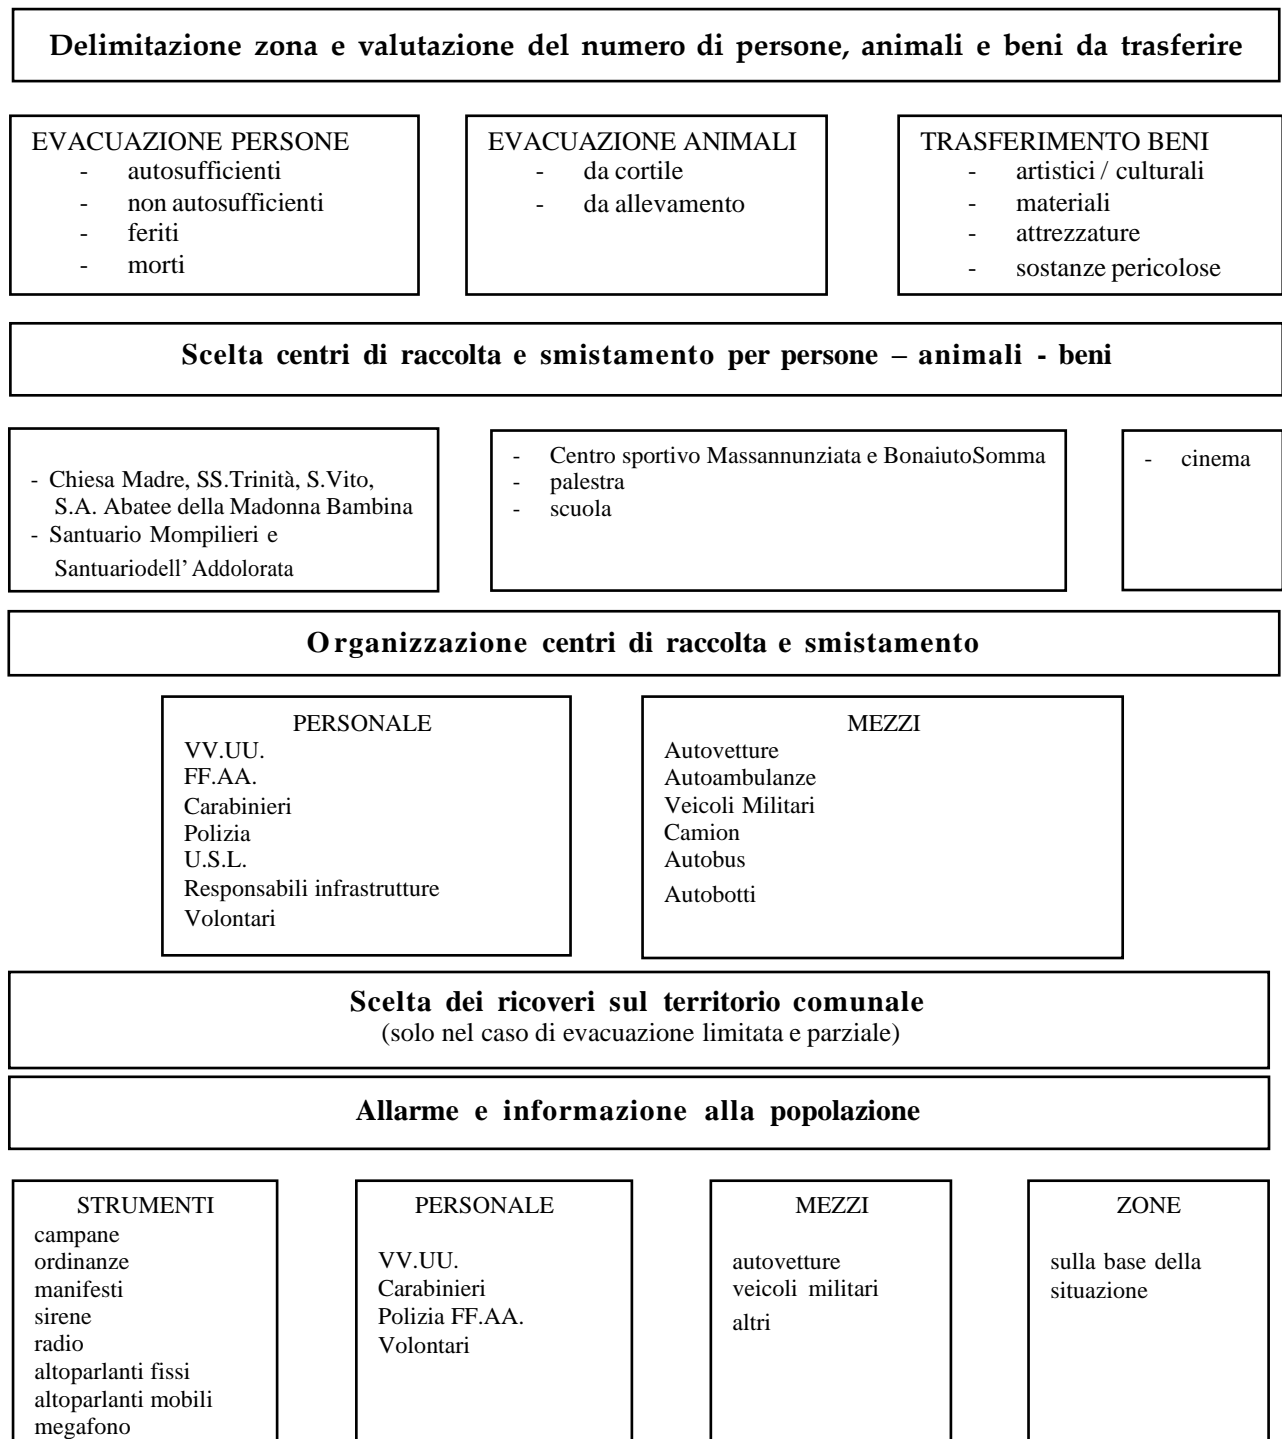 Delimitazione zona e valutazione del numero di persone, animali e beni da trasferire
EVACUAZIONE PERSONE
- autosufficienti
- non autosufficienti
- feriti
- morti
EVACUAZIONE ANIMALI
- da cortile
- da allevamento
TRASFERIMENTO BENI
- artistici / culturali
- materiali
- attrezzature
- sostanze pericolose
Scelta centri di raccolta e smistamento per persone – animali - beni
- Chiesa Madre, SS.Trinità, S.Vito,
S.A. Abatee della Madonna Bambina
- Santuario Mompilieri e
Santuariodell’ Addolorata
- Centro sportivo Massannunziata e BonaiutoSomma
- palestra
- scuola
- cinema
Organizzazione centri di raccolta e smistamento
PERSONALE
VV.UU.
FF.AA.
Carabinieri
Polizia
U.S.L.
Responsabili infrastrutture
Volontari
MEZZI
Autovetture
Autoambulanze
Veicoli Militari
Camion
Autobus
Autobotti
Scelta dei ricoveri sul territorio comunale
(solo nel caso di evacuazione limitata e parziale)
Allarme e informazione alla popolazione
STRUMENTI
campane
ordinanze
manifesti
sirene
radio
altoparlanti fissi
altoparlanti mobili
megafono
PERSONALE
VV.UU.
Carabinieri
Polizia FF.AA.
Volontari
MEZZI
autovetture
veicoli militari
altri
ZONE
sulla base della
situazione